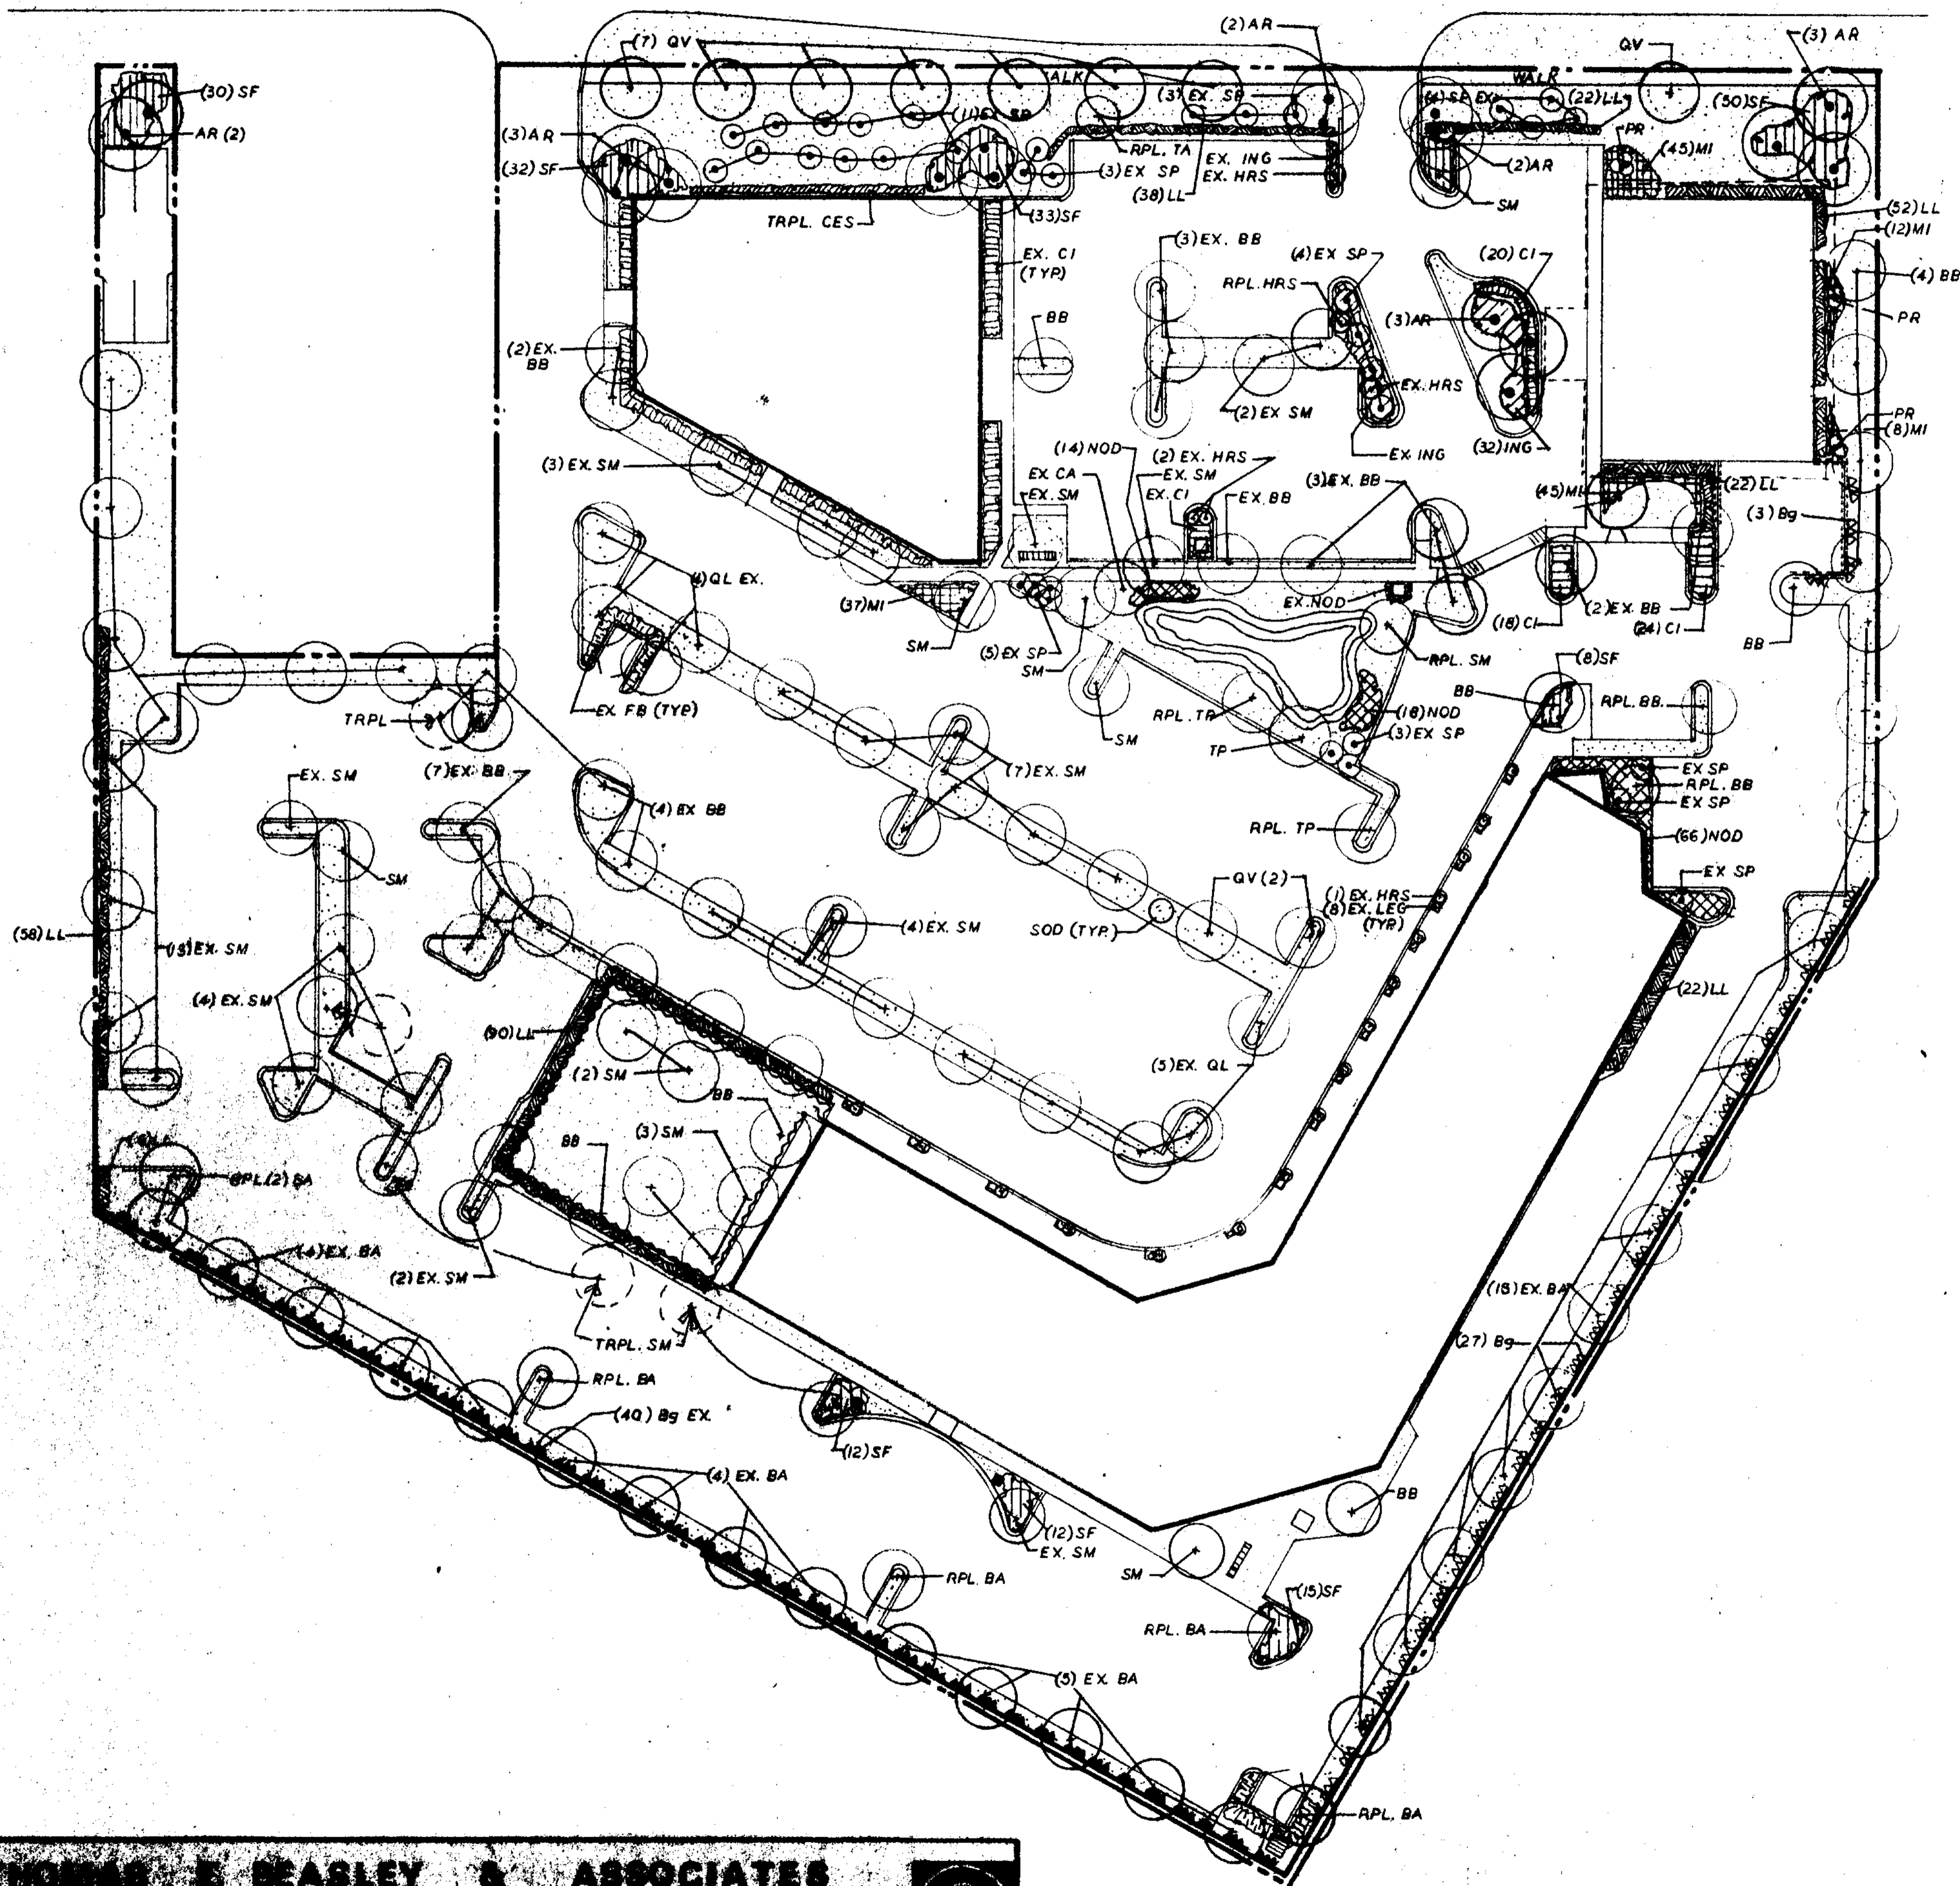 (2) AR
(7) QV
QV
(3) AR
(30) SF
AR (2)
WALK
(3) EX. SP
(4) SP EX.
(22) LL
(50) SF
(11) EX SP
(3) AR
RPL. TA
EX. ING
EX. HRS
PR
(45) MI
(2) AR
(32) SF
(3) EX SP
(38) LL
SM
(33) SF
TRPL. CES
(52) LL
(12) MI
(3) EX. BB
(4) EX SP
(20) CI
EX. CI
(TYP.)
RPL. HRS
(4) BB
BB
(3) AR
PR
(2) EX.
BB
EX. HRS
(2) EX SM
PR
(8) MI
(3) EX. SM
(14) NOD
(2) EX. HRS
EX. ING
(32) ING
EX. CA
EX. SM
EX. SM
EX. CI
EX. BB
EX. BB
(45) MI
(22) LL
(3) Bg
QL EX.
(37) MI
EX. NOD
(18) CI
(2) EX. BB
(24) CI
SM
(5) EX SP
SM
BB
RPL. SM
(8) SF
BB
RPL. BB
EX. FB (TYP.)
TRPL
RPL. TP
(18) NOD
SM
TP
(3) EX SP
EX. SM
(7) EX. BB
(7) EX. SM
EX SP
RPL. BB
EX SP
(4) EX BB
RPL. TP
(66) NOD
SM
EX SP
QV (2)
(1) EX. HRS
(8) EX. LEG
(TYP.)
(58) LL
EX. SM
(4) EX. SM
SOD (TYP.)
(4) EX. SM
(22) LL
(90) LL
(2) SM
(5) EX. QL
BB
BB
(3) SM
RPL. (2) BA
(4) EX. BA
(2) EX. SM
(27) Bg
TRPL. SM
RPL. BA
(40) Bg EX.
(12) SF
(4) EX. BA
BB
(12) SF
EX. SM
RPL. BA
SM
(15) SF
RPL. BA
(5) EX. BA
RPL. BA
THOMAS E BEASLEY & ASSOCIATES